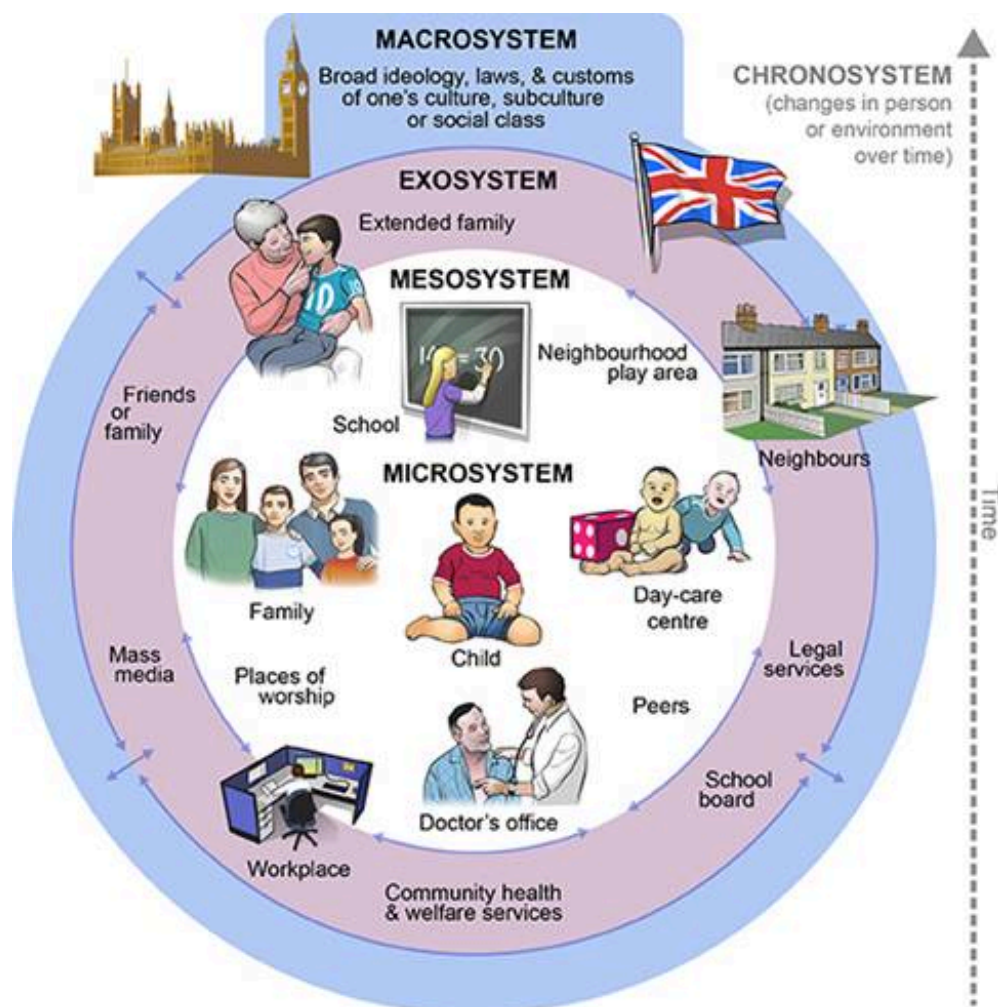 MACROSYSTEM
Broad ideology, laws, & customs
of one's culture, subculture
or social class
CHRONOSYSTEM
(changes in person
or environment
over time)
EXOSYSTEM
Extended family
MESOSYSTEM
10
= 30
Neighbourhood
play area
School
Friends
or
family
Neighbours
MICROSYSTEM
Time
Family
Child
Day-care
centre
Mass
media
Places of
worship
Peers
Legal
services
School
board
Doctor's office
Workplace
Community health
& welfare services